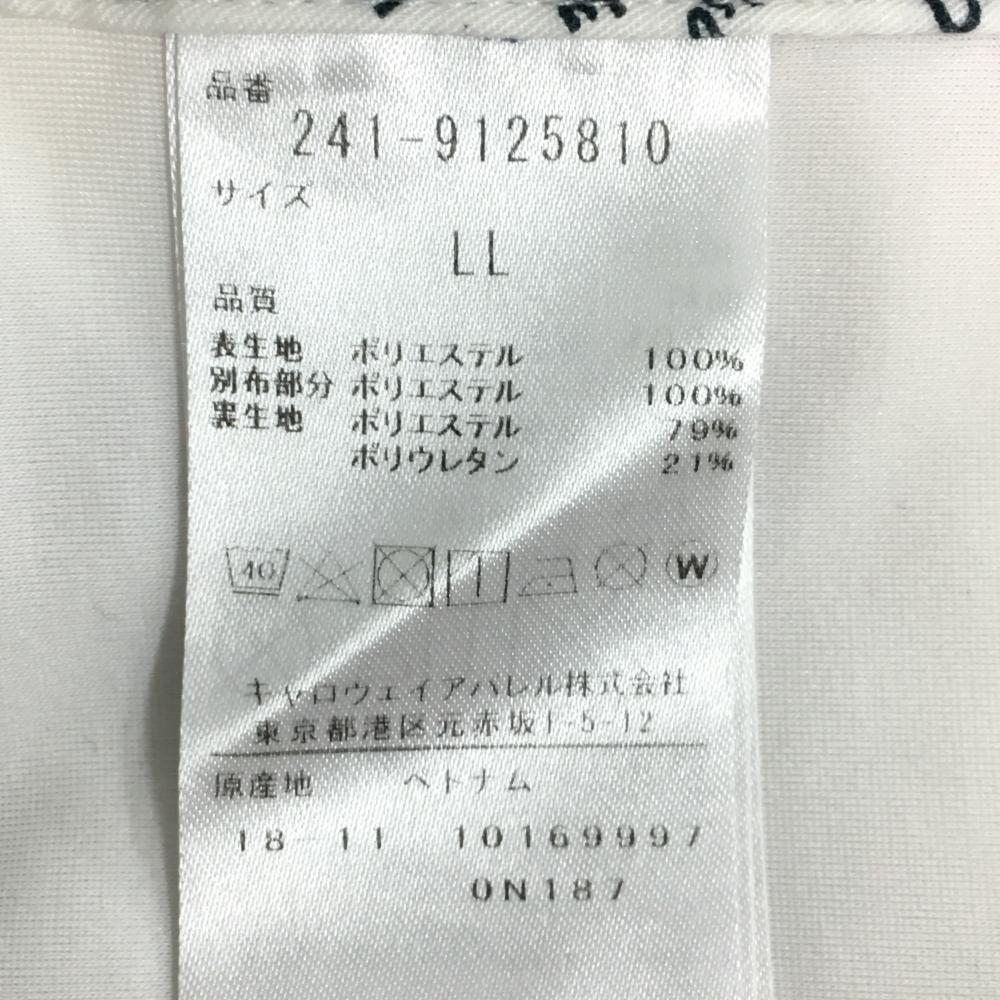 品番
241-9125810
サイズ
LL
品質
表生地 ポリエステル 100%
別布部分 ポリエステル 100%
裏生地 ポリエステル 79%
ポリウレタン 21%
40 W
キャロウェイアパレル株式会社
東京都港区元赤坂1-5-12
原産地 ベトナム
18-11 10169997
0N187